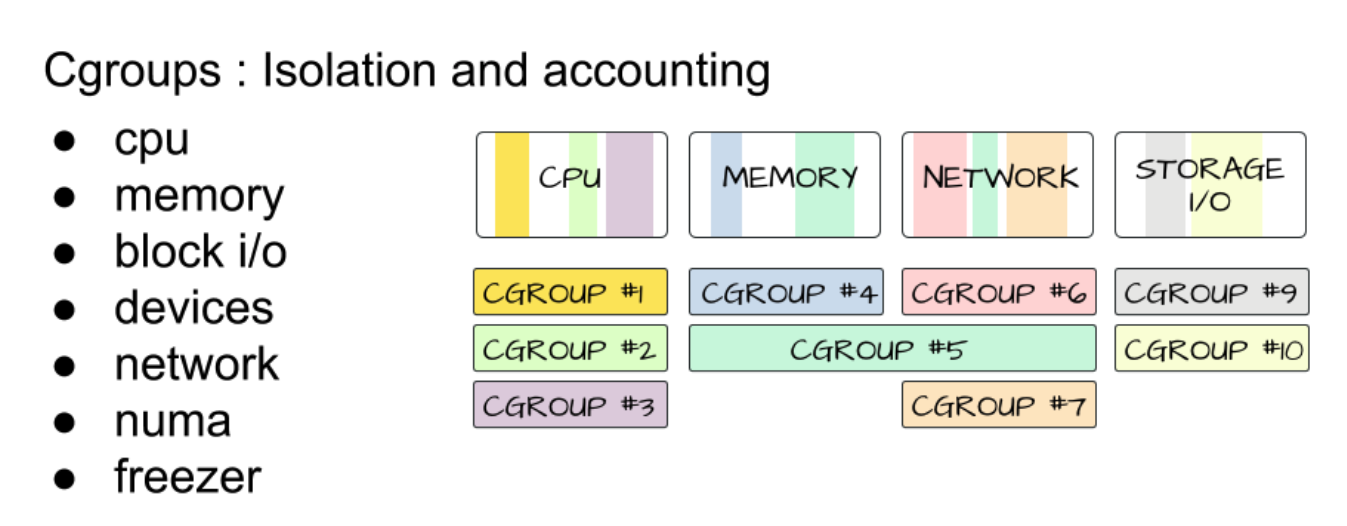 Cgroups : Isolation and accounting
● cpu
● memory
● block i/o
● devices
● network
● numa
● freezer
CPU
MEMORY
NETWORK
STORAGE
I/O
CGROUP #1
CGROUP #4
CGROUP #6
CGROUP #9
CGROUP #2
CGROUP #5
CGROUP #10
CGROUP #3
CGROUP #7